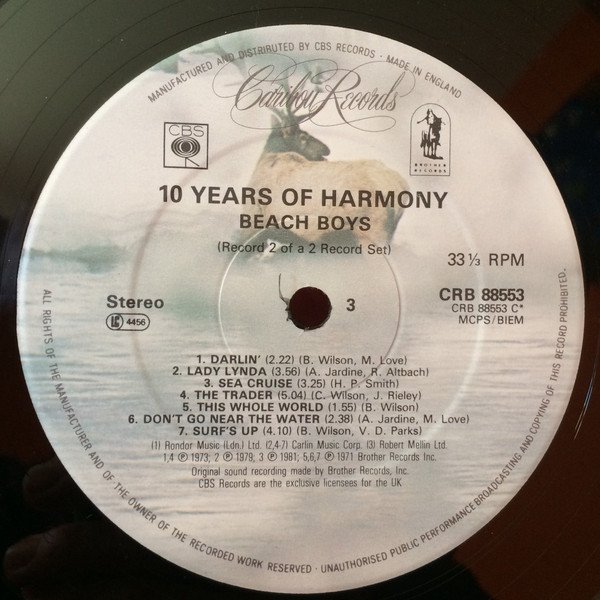 MANUFACTURED AND DISTRIBUTED BY CBS RECORDS · MADE IN ENGLAND
Caribou Records
CBS
BROTHER
RECORDS
10 YEARS OF HARMONY
BEACH BOYS
(Record 2 of a 2 Record Set)
33⅓ RPM
Stereo
LC 4456
3
CRB 88553
CRB 88553 C*
MCPS/BIEM
1. DARLIN' (2.22) (B. Wilson, M. Love)
2. LADY LYNDA (3.56) (A. Jardine, R. Altbach)
3. SEA CRUISE (3.25) (H. P. Smith)
4. THE TRADER (5.04) (C. Wilson, J. Rieley)
5. THIS WHOLE WORLD (1.55) (B. Wilson)
6. DON'T GO NEAR THE WATER (2.38) (A. Jardine, M. Love)
7. SURF'S UP (4.10) (B. Wilson, V. D. Parks)
(1) Rondor Music (Ldn.) Ltd. (2,4-7) Carlin Music Corp. (3) Robert Mellin Ltd.
1,4 ℗ 1973; 2 ℗ 1979; 3 ℗ 1981; 5,6,7 ℗ 1971 Brother Records Inc.
Original sound recording made by Brother Records, Inc.
CBS Records are the exclusive licensees for the UK
ALL RIGHTS OF THE MANUFACTURER AND OF THE OWNER OF THE RECORDED WORK RESERVED · UNAUTHORISED PUBLIC PERFORMANCE BROADCASTING AND COPYING OF THIS RECORD PROHIBITED.